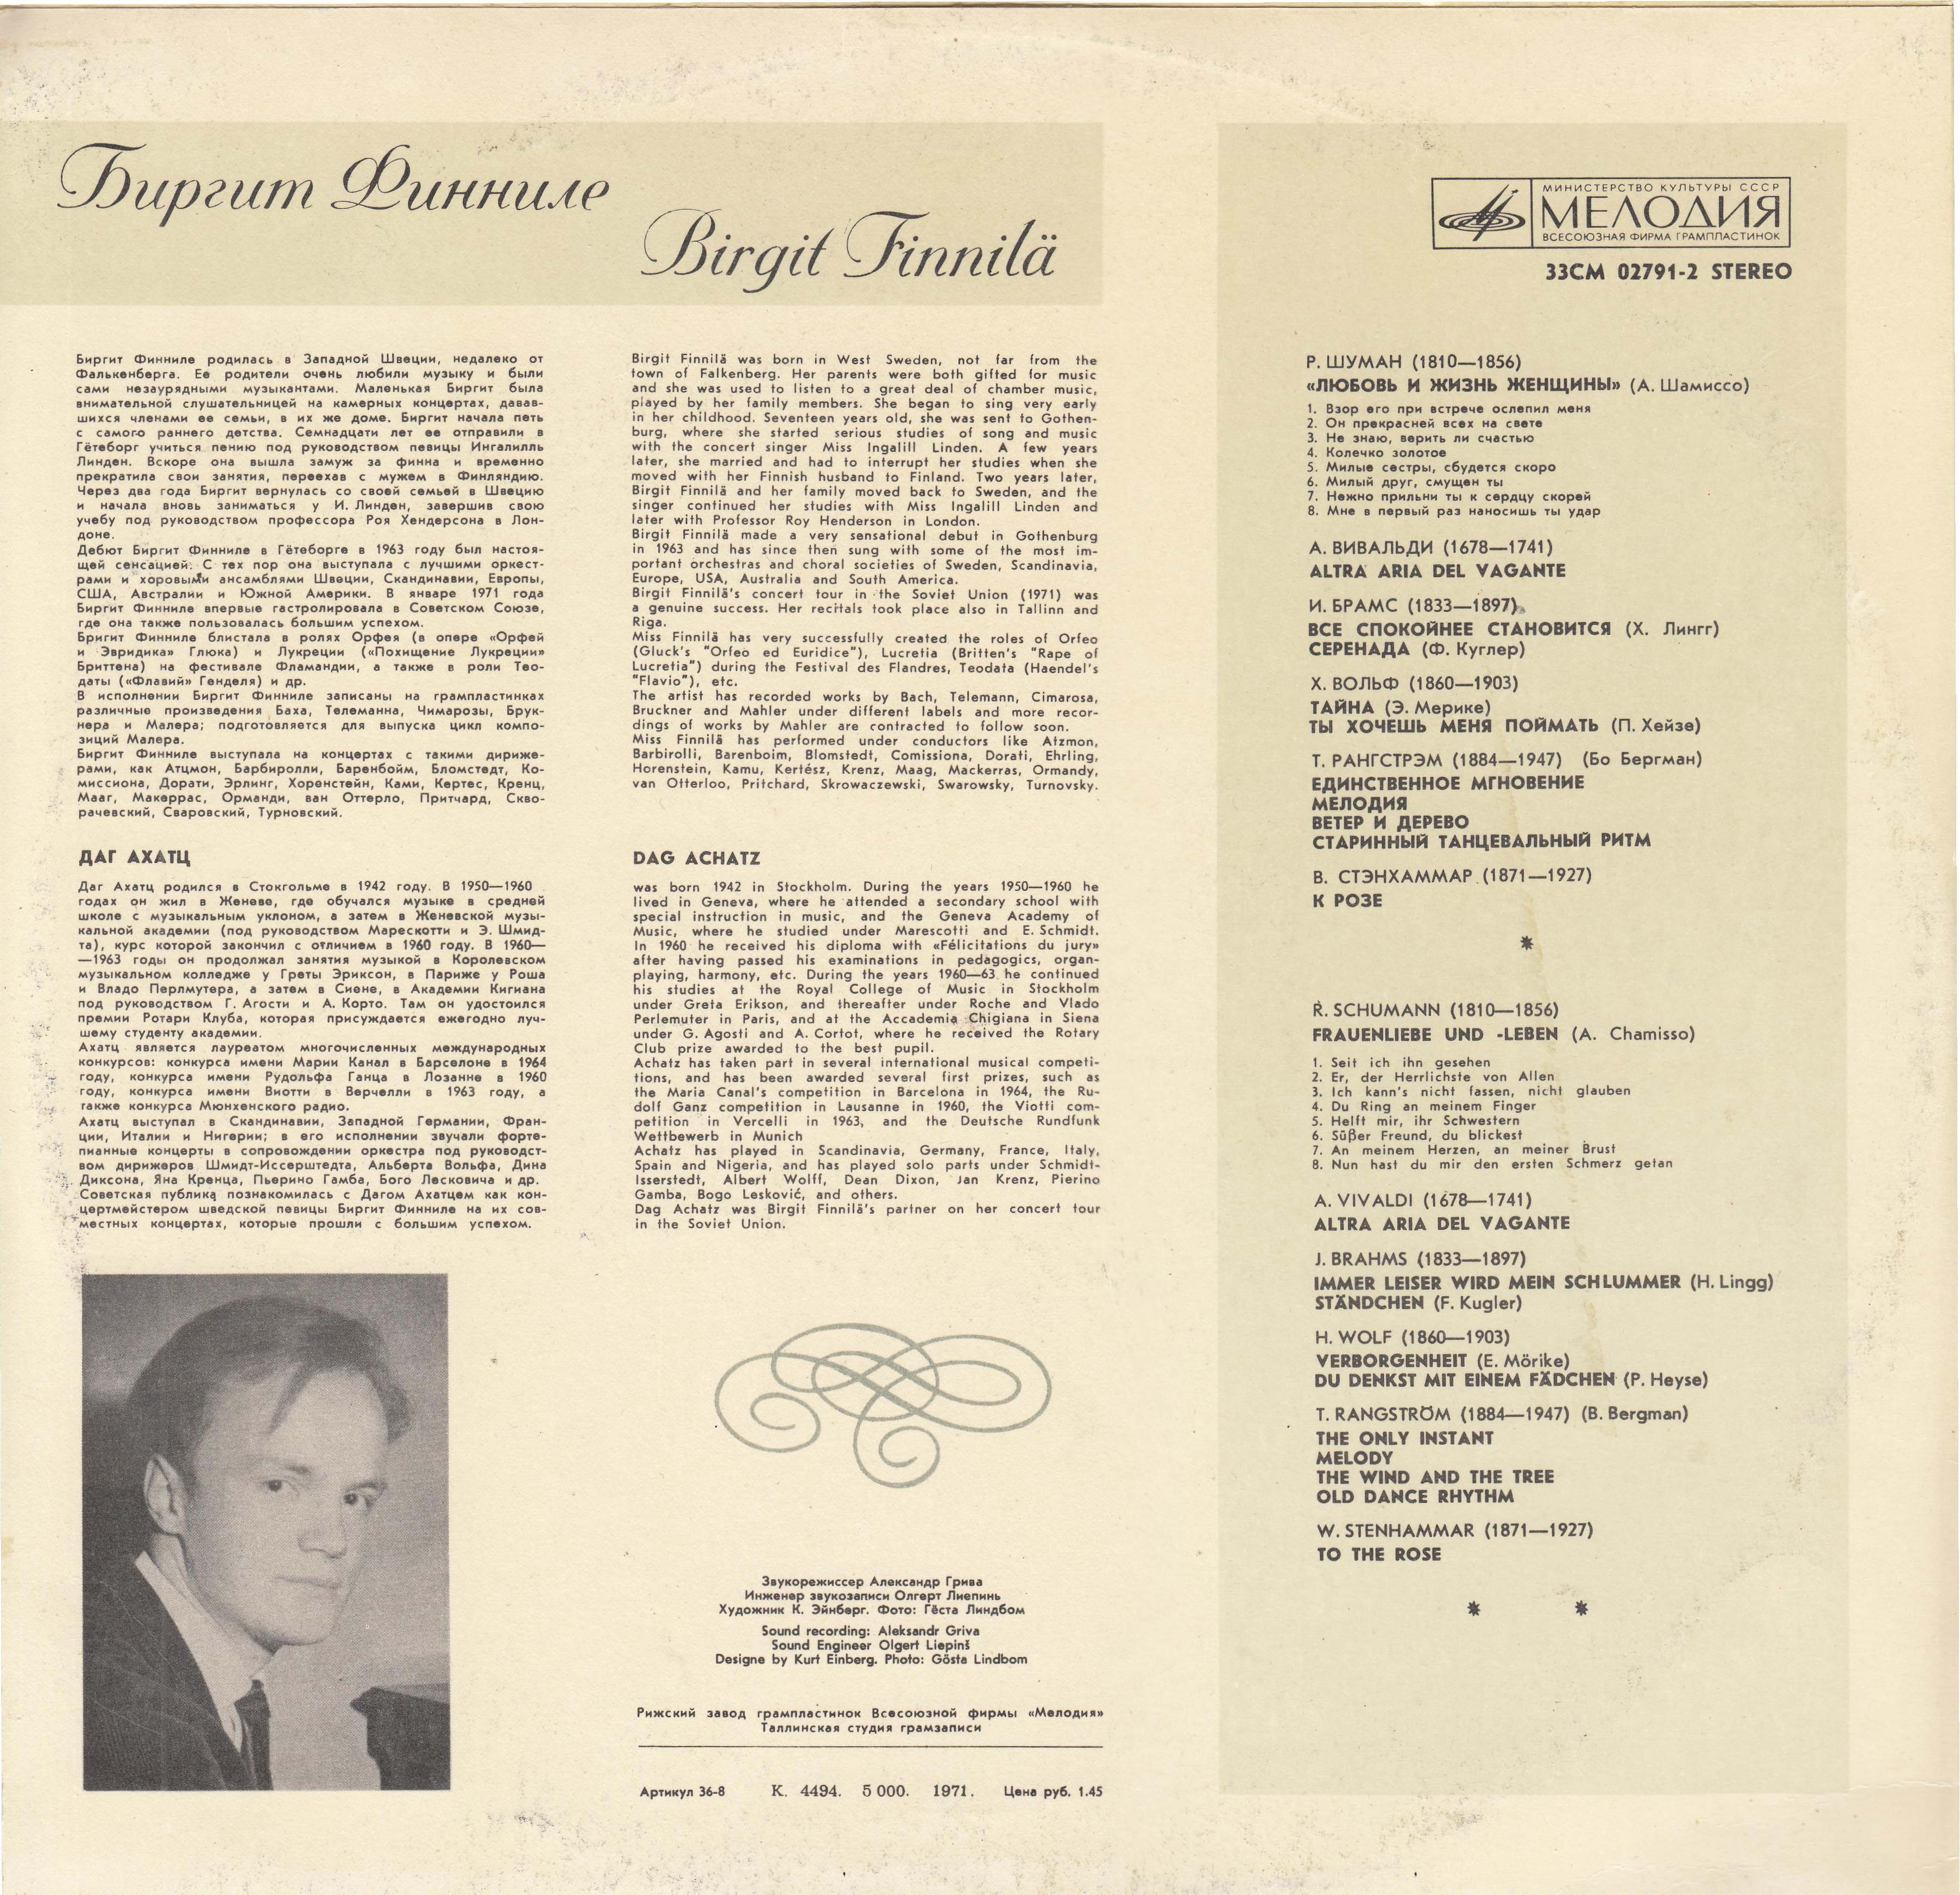 Биргит Финниле
Birgit Finnilä
Биргит Финниле родилась в Западной Швеции, недалеко от
Фалькенберга. Ее родители очень любили музыку и были
сами незаурядными музыкантами. Маленькая Биргит была
внимательной слушательницей на камерных концертах, давав-
шихся членами ее семьи, в их же доме. Биргит начала петь
с самого раннего детства. Семнадцати лет ее отправили в
Гётеборг учиться пению под руководством певицы Ингалилль
Линден. Вскоре она вышла замуж за финна и временно
прекратила свои занятия, переехав с мужем в Финляндию.
Через два года Биргит вернулась со своей семьей в Швецию
и начала вновь заниматься у И. Линден, завершив свою
учебу под руководством профессора Роя Хендерсона в Лон-
доне.
Дебют Биргит Финниле в Гётеборге в 1963 году был настоя-
щей сенсацией. С тех пор она выступала с лучшими оркест-
рами и хоровыми ансамблями Швеции, Скандинавии, Европы,
США, Австралии и Южной Америки. В январе 1971 года
Биргит Финниле впервые гастролировала в Советском Союзе,
где она также пользовалась большим успехом.
Бригит Финниле блистала в ролях Орфея (в опере «Орфей
и Эвридика» Глюка) и Лукреции («Похищение Лукреции»
Бриттена) на фестивале Фламандии, а также в роли Тео-
даты («Флавий» Генделя) и др.
В исполнении Биргит Финниле записаны на грампластинках
различные произведения Баха, Телеманна, Чимарозы, Брук-
нера и Малера; подготовляется для выпуска цикл компо-
зиций Малера.
Биргит Финниле выступала на концертах с такими дириже-
рами, как Атцмон, Барбиролли, Баренбойм, Бломстедт, Ко-
миссиона, Дорати, Эрлинг, Хоренстейн, Ками, Кертес, Кренц,
Мааг, Макеррас, Орманди, ван Оттерло, Притчард, Скво-
рачевский, Сваровский, Турновский.
ДАГ АХАТЦ
Даг Ахатц родился в Стокгольме в 1942 году. В 1950—1960
годах он жил в Женеве, где обучался музыке в средней
школе с музыкальным уклоном, а затем в Женевской музы-
кальной академии (под руководством Марескотти и Э. Шмид-
та), курс которой закончил с отличием в 1960 году. В 1960—
—1963 годы он продолжал занятия музыкой в Королевском
музыкальном колледже у Греты Эриксон, в Париже у Роша
и Владо Перлмутера, а затем в Сиене, в Академии Кигиана
под руководством Г. Агости и А. Корто. Там он удостоился
премии Ротари Клуба, которая присуждается ежегодно луч-
шему студенту академии.
Ахатц является лауреатом многочисленных международных
конкурсов: конкурса имени Марии Канал в Барселоне в 1964
году, конкурса имени Рудольфа Ганца в Лозанне в 1960
году, конкурса имени Виотти в Верчелли в 1963 году, а
также конкурса Мюнхенского радио.
Ахатц выступал в Скандинавии, Западной Германии, Фран-
ции, Италии и Нигерии; в его исполнении звучали форте-
пианные концерты в сопровождении оркестра под руководст-
вом дирижеров Шмидт-Иссерштедта, Альберта Вольфа, Дина
Диксона, Яна Кренца, Пьерино Гамба, Бого Лесковича и др.
Советская публика познакомилась с Дагом Ахатцем как кон-
цертмейстером шведской певицы Биргит Финниле на их сов-
местных концертах, которые прошли с большим успехом.
Birgit Finnilä was born in West Sweden, not far from the
town of Falkenberg. Her parents were both gifted for music
and she was used to listen to a great deal of chamber music,
played by her family members. She began to sing very early
in her childhood. Seventeen years old, she was sent to Gothen-
burg, where she started serious studies of song and music
with the concert singer Miss Ingalill Linden. A few years
later, she married and had to interrupt her studies when she
moved with her Finnish husband to Finland. Two years later,
Birgit Finnilä and her family moved back to Sweden, and the
singer continued her studies with Miss Ingalill Linden and
later with Professor Roy Henderson in London.
Birgit Finnilä made a very sensational debut in Gothenburg
in 1963 and has since then sung with some of the most im-
portant orchestras and choral societies of Sweden, Scandinavia,
Europe, USA, Australia and South America.
Birgit Finnilä's concert tour in the Soviet Union (1971) was
a genuine success. Her recitals took place also in Tallinn and
Riga.
Miss Finnilä has very successfully created the roles of Orfeo
(Gluck's "Orfeo ed Euridice"), Lucretia (Britten's "Rape of
Lucretia") during the Festival des Flandres, Teodata (Haendel's
"Flavio"), etc.
The artist has recorded works by Bach, Telemann, Cimarosa,
Bruckner and Mahler under different labels and more recor-
dings of works by Mahler are contracted to follow soon.
Miss Finnilä has performed under conductors like Atzmon,
Barbirolli, Barenboim, Blomstedt, Comissiona, Dorati, Ehrling,
Horenstein, Kamu, Kertész, Krenz, Maag, Mackerras, Ormandy,
van Otterloo, Pritchard, Skrowaczewski, Swarowsky, Turnovsky.
DAG ACHATZ
was born 1942 in Stockholm. During the years 1950—1960 he
lived in Geneva, where he attended a secondary school with
special instruction in music, and the Geneva Academy of
Music, where he studied under Marescotti and E. Schmidt.
In 1960 he received his diploma with «Félicitations du jury»
after having passed his examinations in pedagogics, organ-
playing, harmony, etc. During the years 1960—63 he continued
his studies at the Royal College of Music in Stockholm
under Greta Erikson, and thereafter under Roche and Vlado
Perlemuter in Paris, and at the Accademia Chigiana in Siena
under G. Agosti and A. Cortot, where he received the Rotary
Club prize awarded to the best pupil.
Achatz has taken part in several international musical competi-
tions, and has been awarded several first prizes, such as
the Maria Canal's competition in Barcelona in 1964, the Ru-
dolf Ganz competition in Lausanne in 1960, the Viotti com-
petition in Vercelli in 1963, and the Deutsche Rundfunk
Wettbewerb in Munich
Achatz has played in Scandinavia, Germany, France, Italy,
Spain and Nigeria, and has played solo parts under Schmidt-
Isserstedt, Albert Wolff, Dean Dixon, Jan Krenz, Pierino
Gamba, Bogo Lesković, and others.
Dag Achatz was Birgit Finnilä's partner on her concert tour
in the Soviet Union.
Звукорежиссер Александр Грива
Инженер звукозаписи Олгерт Лиепинь
Художник К. Эйнберг. Фото: Гёста Линдбом
Sound recording: Aleksandr Griva
Sound Engineer Olgert Liepinš
Designe by Kurt Einberg. Photo: Gösta Lindbom
Рижский завод грампластинок Всесоюзной фирмы «Мелодия»
Таллинская студия грамзаписи
Артикул 36-8 К. 4494. 5 000. 1971. Цена руб. 1.45
МИНИСТЕРСТВО КУЛЬТУРЫ СССР
МЕЛОДИЯ
ВСЕСОЮЗНАЯ ФИРМА ГРАМПЛАСТИНОК
33СМ 02791-2 STEREO
Р. ШУМАН (1810—1856)
«ЛЮБОВЬ И ЖИЗНЬ ЖЕНЩИНЫ» (А. Шамиссо)
1. Взор его при встрече ослепил меня
2. Он прекрасней всех на свете
3. Не знаю, верить ли счастью
4. Колечко золотое
5. Милые сестры, сбудется скоро
6. Милый друг, смущен ты
7. Нежно прильни ты к сердцу скорей
8. Мне в первый раз наносишь ты удар
А. ВИВАЛЬДИ (1678—1741)
ALTRA ARIA DEL VAGANTE
И. БРАМС (1833—1897)
ВСЕ СПОКОЙНЕЕ СТАНОВИТСЯ (Х. Лингг)
СЕРЕНАДА (Ф. Куглер)
Х. ВОЛЬФ (1860—1903)
ТАЙНА (Э. Мерике)
ТЫ ХОЧЕШЬ МЕНЯ ПОЙМАТЬ (П. Хейзе)
Т. РАНГСТРЭМ (1884—1947) (Бо Бергман)
ЕДИНСТВЕННОЕ МГНОВЕНИЕ
МЕЛОДИЯ
ВЕТЕР И ДЕРЕВО
СТАРИННЫЙ ТАНЦЕВАЛЬНЫЙ РИТМ
В. СТЭНХАММАР (1871—1927)
К РОЗЕ
R. SCHUMANN (1810—1856)
FRAUENLIEBE UND -LEBEN (A. Chamisso)
1. Seit ich ihn gesehen
2. Er, der Herrlichste von Allen
3. Ich kann's nicht fassen, nicht glauben
4. Du Ring an meinem Finger
5. Helft mir, ihr Schwestern
6. Süßer Freund, du blickest
7. An meinem Herzen, an meiner Brust
8. Nun hast du mir den ersten Schmerz getan
A. VIVALDI (1678—1741)
ALTRA ARIA DEL VAGANTE
J. BRAHMS (1833—1897)
IMMER LEISER WIRD MEIN SCHLUMMER (H. Lingg)
STÄNDCHEN (F. Kugler)
H. WOLF (1860—1903)
VERBORGENHEIT (E. Mörike)
DU DENKST MIT EINEM FÄDCHEN (P. Heyse)
T. RANGSTRÖM (1884—1947) (B. Bergman)
THE ONLY INSTANT
MELODY
THE WIND AND THE TREE
OLD DANCE RHYTHM
W. STENHAMMAR (1871—1927)
TO THE ROSE